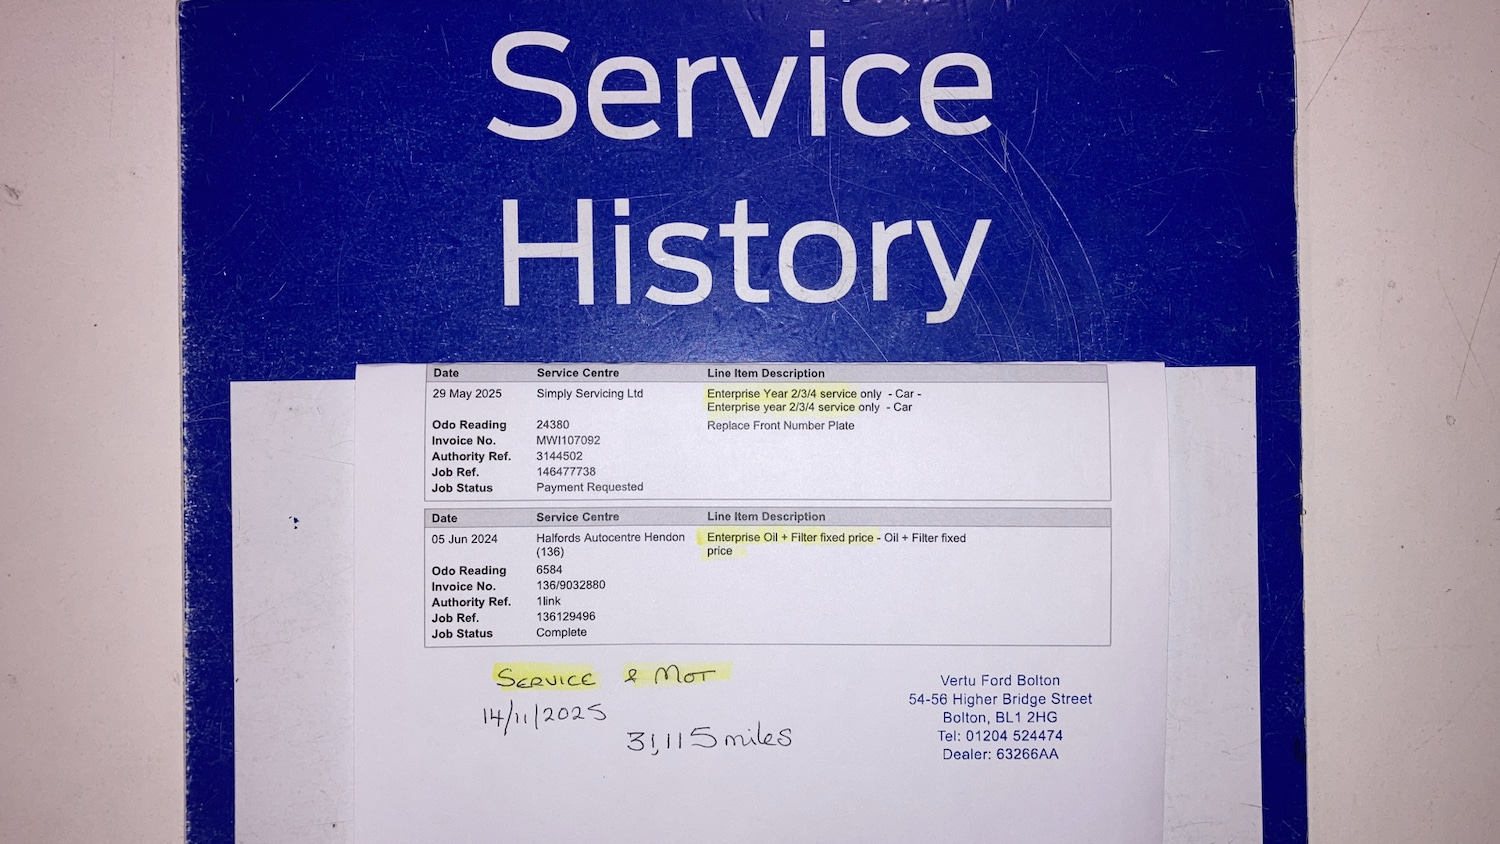 Service
History
Date Service Centre Line Item Description
29 May 2025 Simply Servicing Ltd Enterprise Year 2/3/4 service only - Car -
Enterprise year 2/3/4 service only - Car
Odo Reading 24380 Replace Front Number Plate
Invoice No. MWI107092
Authority Ref. 3144502
Job Ref. 146477738
Job Status Payment Requested
Date Service Centre Line Item Description
05 Jun 2024 Halfords Autocentre Hendon Enterprise Oil + Filter fixed price - Oil + Filter fixed
(136) price
Odo Reading 6584
Invoice No. 136/9032880
Authority Ref. 1link
Job Ref. 136129496
Job Status Complete
SERVICE & MOT
14/11/2025
31,115 miles
Vertu Ford Bolton
54-56 Higher Bridge Street
Bolton, BL1 2HG
Tel: 01204 524474
Dealer: 63266AA